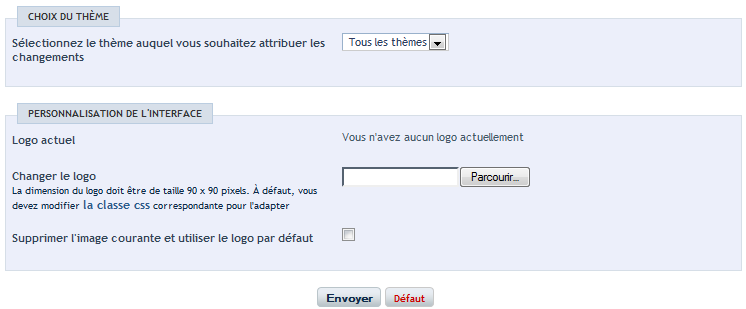 CHOIX DU THÈME
Sélectionnez le thème auquel vous souhaitez attribuer les
changements
Tous les thèmes
PERSONNALISATION DE L'INTERFACE
Logo actuel
Vous n'avez aucun logo actuellement
Changer le logo
La dimension du logo doit être de taille 90 x 90 pixels. À défaut, vous
devez modifier la classe css correspondante pour l'adapter
Parcourir...
Supprimer l'image courante et utiliser le logo par défaut
Envoyer
Défaut